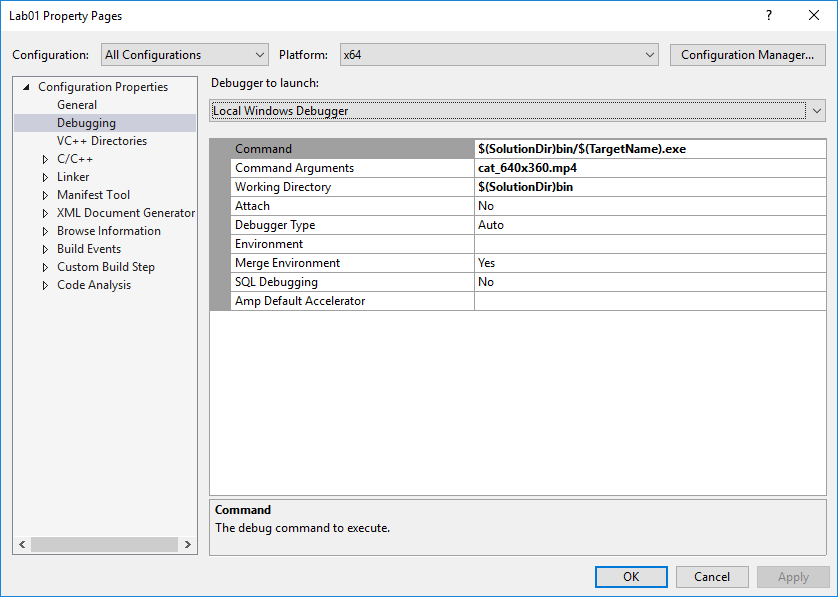 Lab01 Property Pages
?
Configuration: All Configurations Platform: x64 Configuration Manager...
Configuration Properties
General
Debugging
VC++ Directories
C/C++
Linker
Manifest Tool
XML Document Generator
Browse Information
Build Events
Custom Build Step
Code Analysis
Debugger to launch:
Local Windows Debugger
Command $(SolutionDir)bin/$(TargetName).exe
Command Arguments cat_640x360.mp4
Working Directory $(SolutionDir)bin
Attach No
Debugger Type Auto
Environment
Merge Environment Yes
SQL Debugging No
Amp Default Accelerator
Command
The debug command to execute.
OK Cancel Apply